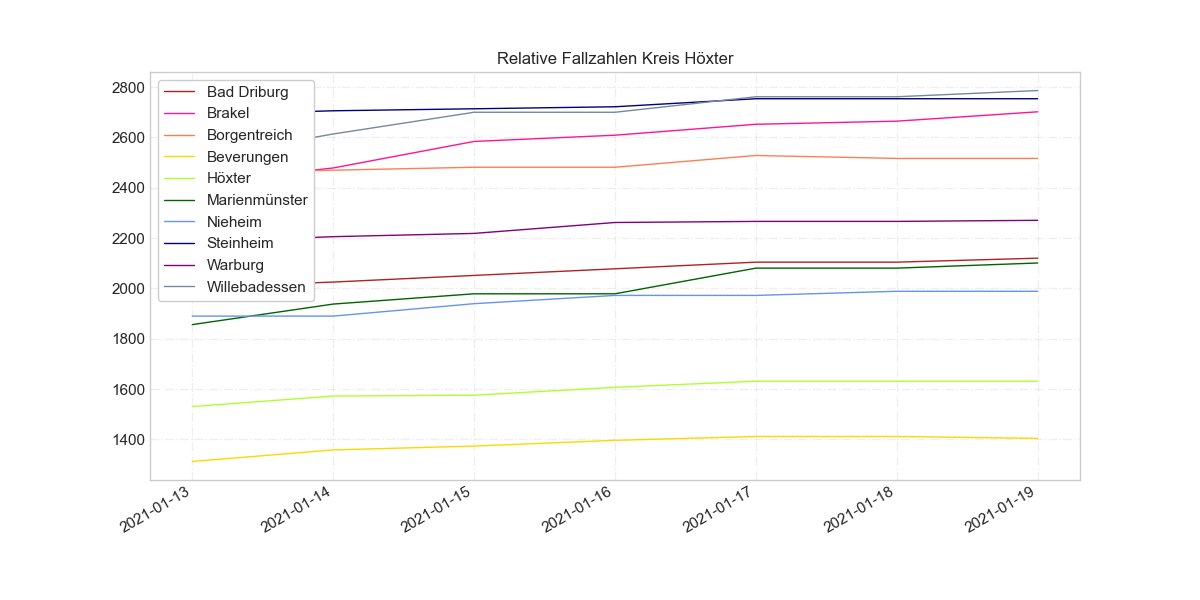 Relative Fallzahlen Kreis Höxter
2800
2600
2400
2200
2000
1800
1600
1400
Bad Driburg
Brakel
Borgentreich
Beverungen
Höxter
Marienmünster
Nieheim
Steinheim
Warburg
Willebadessen
2021-01-13
2021-01-14
2021-01-15
2021-01-16
2021-01-17
2021-01-18
2021-01-19